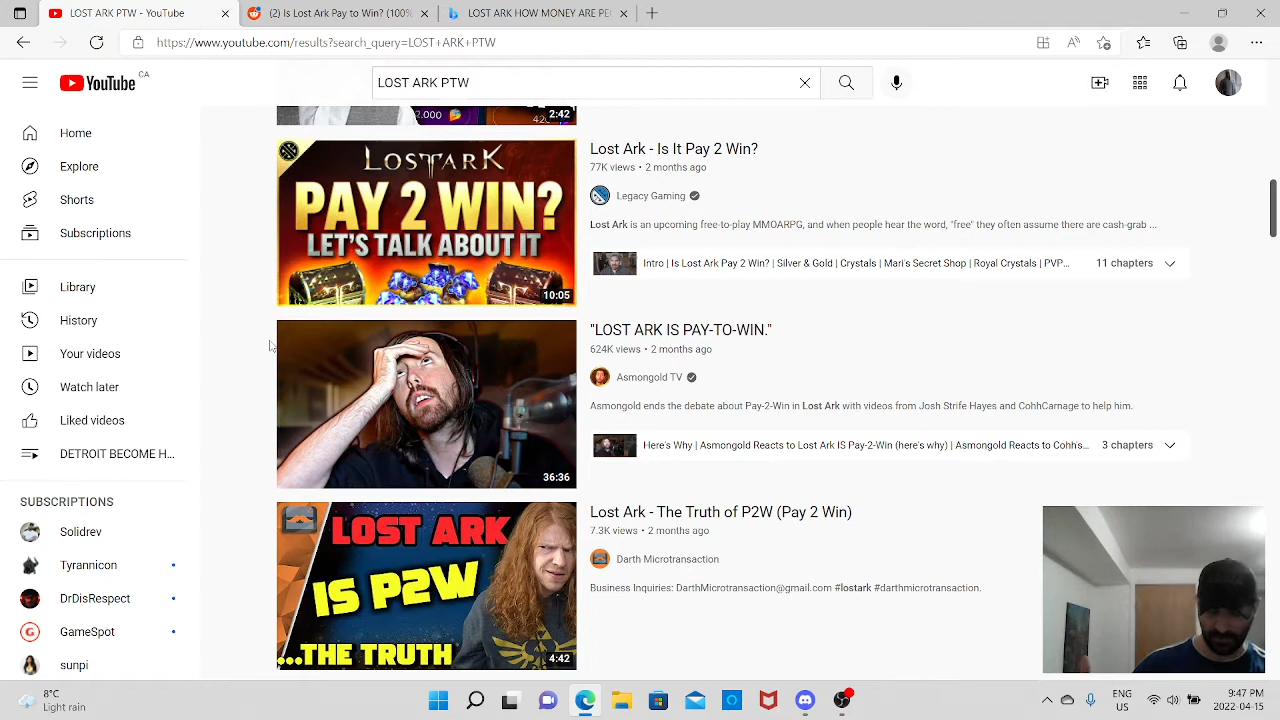 LOST ARK PTW - YouTube
(2) Is Lost Ark Pay to Win? (100%
LOST ARK HOW MONEY ARE PEO
https://www.youtube.com/results?search_query=LOST+ARK+PTW
YouTube CA
LOST ARK PTW
Home
Explore
Shorts
Subscriptions
Library
History
Your videos
Watch later
Liked videos
DETR0IT BECOME H...
SUBSCRIPTIONS
Solidrev
Tyrannicon
DrDisRespect
GameSpot
sunpi
2.000
420
2:42
LOST ARK
PAY 2 WIN?
LET'S TALK ABOUT IT
10:05
Lost Ark - Is It Pay 2 Win?
77K views • 2 months ago
Legacy Gaming
Lost Ark is an upcoming free-to-play MMOARPG, and when people hear the word, "free" they often assume there are cash-grab ...
Intro | Is Lost Ark Pay 2 Win? | Silver & Gold | Crystals | Mari's Secret Shop | Royal Crystals | PVP...
11 chapters
36:36
"LOST ARK IS PAY-TO-WIN."
624K views • 2 months ago
Asmongold TV
Asmongold ends the debate about Pay-2-Win in Lost Ark with videos from Josh Strife Hayes and CohhCarnage to help him.
Here's Why | Asmongold Reacts to Lost Ark IS Pay-2-Win (here's why) | Asmongold Reacts to Cohh's...
3 chapters
LOST ARK
IS P2W
...THE TRUTH
4:42
Lost Ark - The Truth of P2W (Pay 2 Win)
7.3K views • 2 months ago
Darth Microtransaction
Business Inquiries: DarthMicrotransaction@gmail.com #lostark #darthmicrotransaction.
8°C
Light rain
ENG
US
9:47 PM
2022-04-15